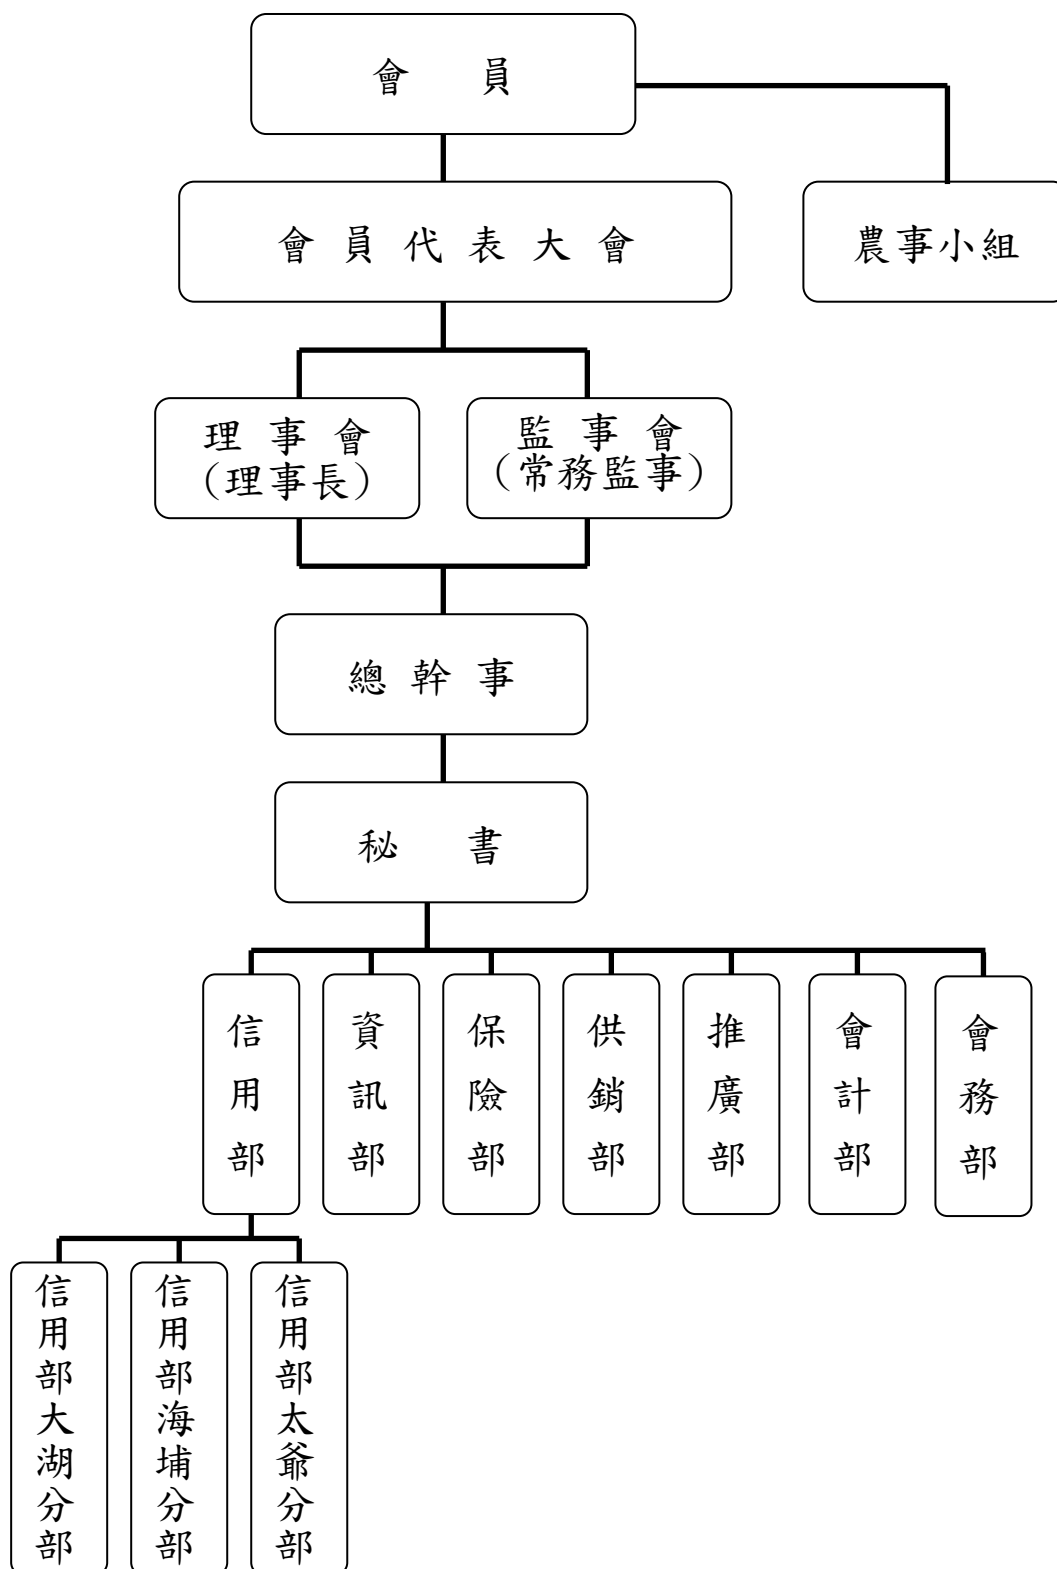 會員
會員代表大會
農事小組
理事會
(理事長)
監事會
(常務監事)
總幹事
秘書
信用部
資訊部
保險部
供銷部
推廣部
會計部
會務部
信用部大湖分部
信用部海埔分部
信用部太爺分部